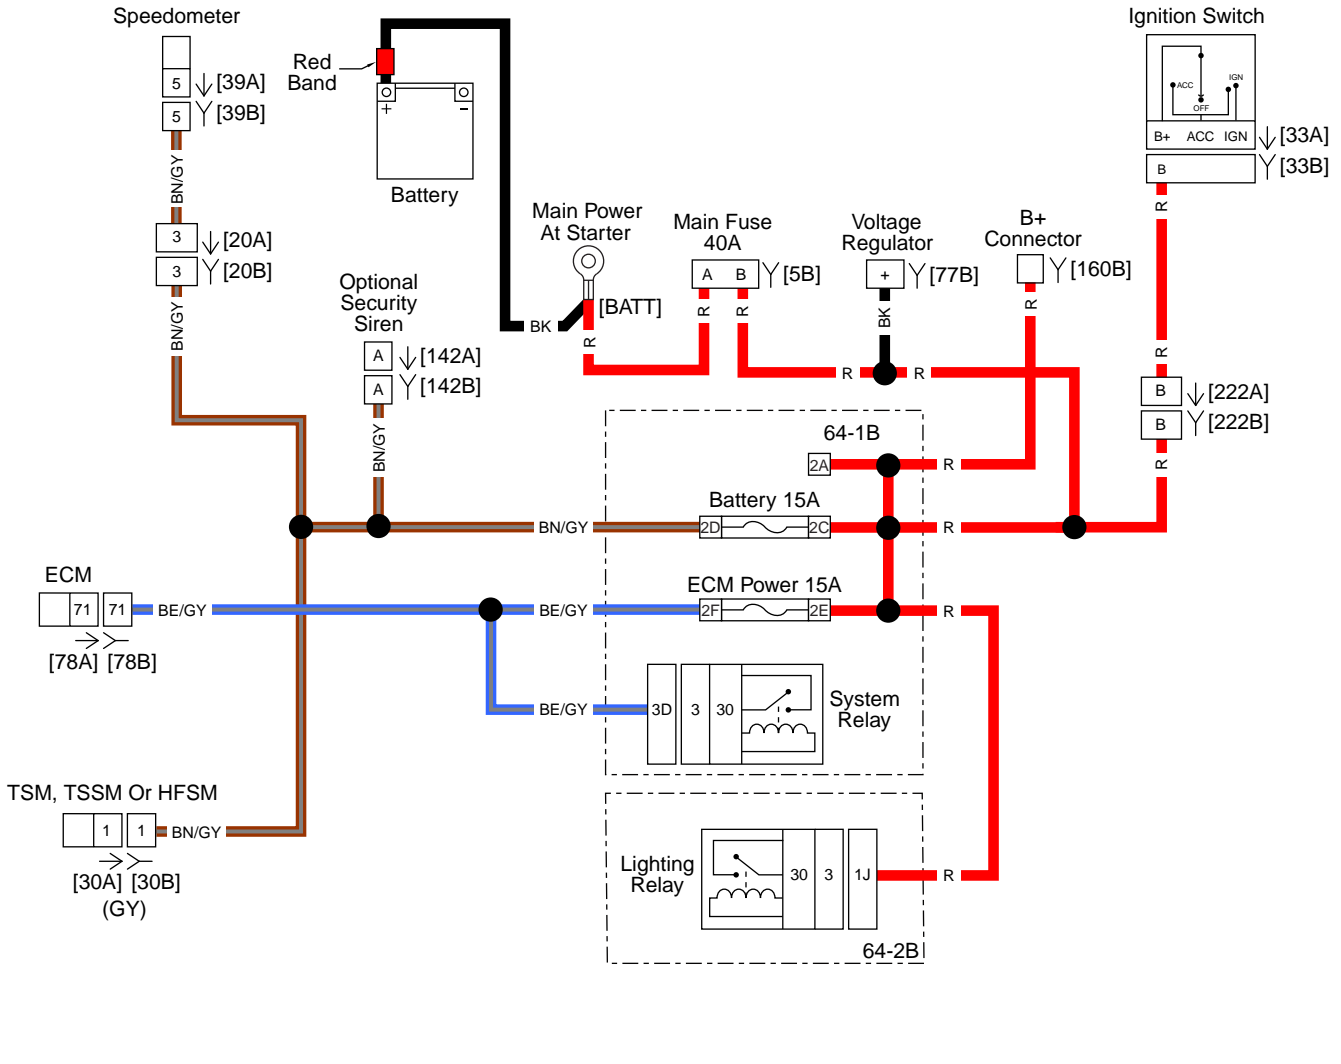 Speedometer
5
[39A]
5
[39B]
BN/GY
3
[20A]
3
[20B]
BN/GY
Red
Band
+
-
Battery
Optional
Security
Siren
A
[142A]
A
[142B]
BN/GY
Main Power
At Starter
BK
[BATT]
R
Main Fuse
40A
A
B
[5B]
R
R
Voltage
Regulator
+
[77B]
BK
R
R
B+
Connector
[160B]
R
Ignition Switch
ACC
IGN
OFF
B+
ACC
IGN
[33A]
B
[33B]
R
R
B
[222A]
B
[222B]
R
64-1B
2A
R
Battery 15A
BN/GY
2D
2C
R
ECM Power 15A
BE/GY
2F
2E
R
ECM
71
71
BE/GY
[78A]
[78B]
BE/GY
3D
3
30
System
Relay
TSM, TSSM Or HFSM
1
1
BN/GY
[30A]
[30B]
(GY)
Lighting
Relay
30
3
1J
R
64-2B